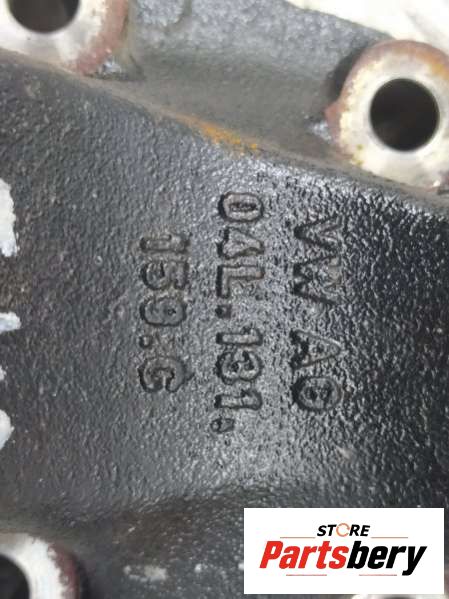 VW AG
04L.131.
159.G
STORE
Partsbery